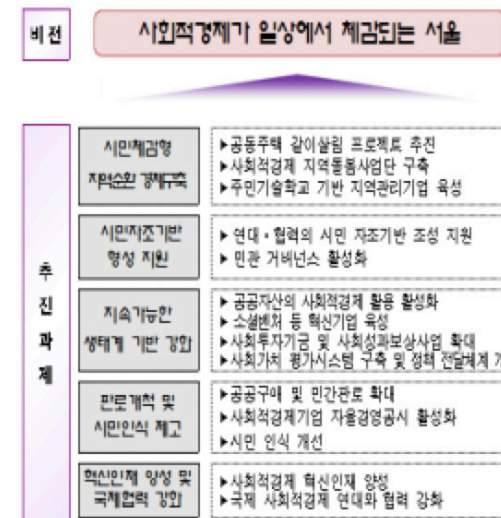 비전
사회적경제가 일상에서 체감되는 서울
추진과제
시민체감형
지역순환 경제구축
▶공동주택 같이살림 프로젝트 추진
▶사회적경제 지역돌봄사업단 구축
▶주민기술학교 기반 지역관리기업 육성
시민자조기반
형성 지원
▶연대·협력의 시민 자조기반 조성 지원
▶민관 거버넌스 활성화
지속가능한
생태계 기반 강화
▶공공자산의 사회적경제 활용 활성화
▶소셜벤처 등 혁신기업 육성
▶사회투자기금 및 사회성과보상사업 확대
▶사회가치 평가시스템 구축 및 정책 전달체계
판로개척 및
시민인식 제고
▶공공구매 및 민간판로 확대
▶사회적경제기업 자율경영공시 활성화
▶시민 인식 개선
혁신인재 양성 및
국제협력 강화
▶사회적경제 혁신인재 양성
▶국제 사회적경제 연대와 협력 강화